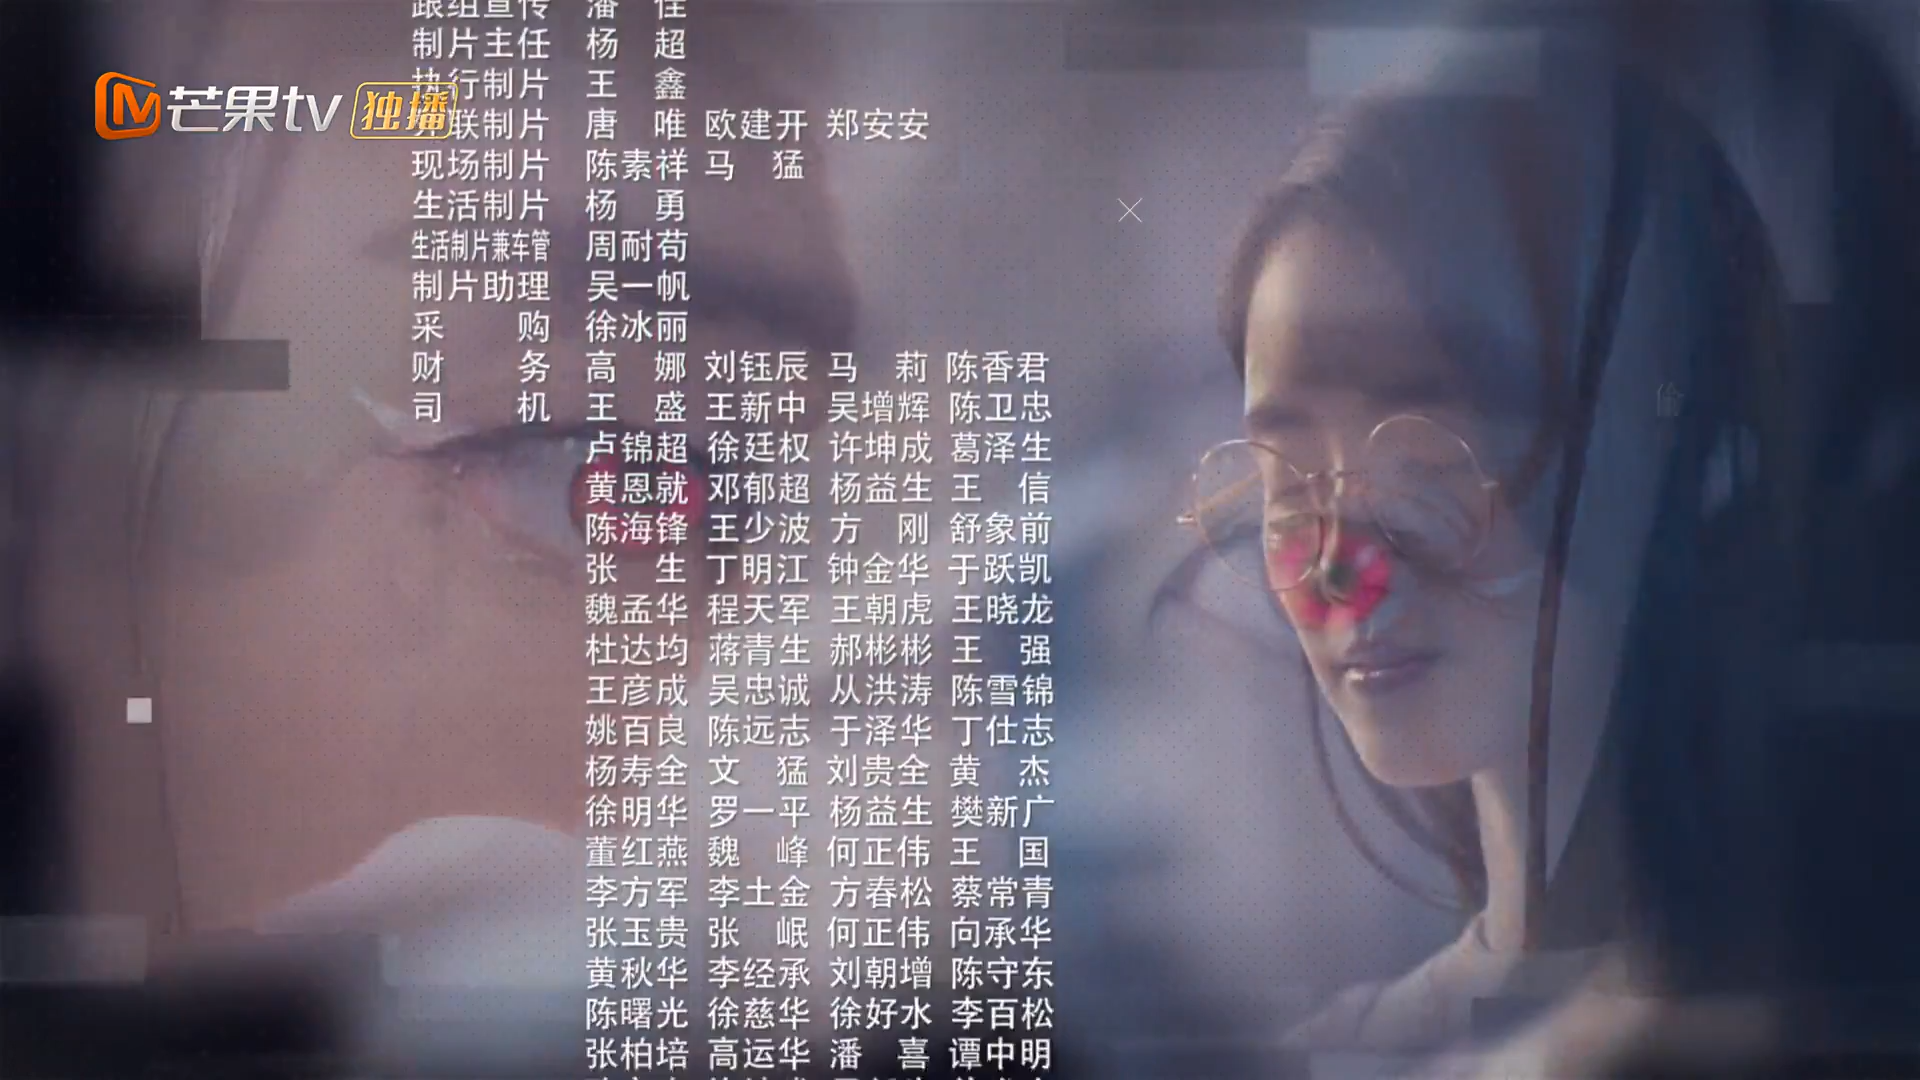 跟组宣传 潘 佳
制片主任 杨 超
执行制片 王 鑫
芒果tv 独播
联制片 唐 唯 欧建开 郑安安
现场制片 陈素祥 马 猛
生活制片 杨 勇
生活制片兼车管 周耐苟
制片助理 吴一帆
采 购 徐冰丽
财 务 高 娜 刘钰辰 马 莉 陈香君
司 机 王 盛 王新中 吴增辉 陈卫忠
卢锦超 徐廷权 许坤成 葛泽生
黄恩就 邓郁超 杨益生 王 信
陈海锋 王少波 方 刚 舒象前
张 生 丁明江 钟金华 于跃凯
魏孟华 程天军 王朝虎 王晓龙
杜达均 蒋青生 郝彬彬 王 强
王彦成 吴忠诚 从洪涛 陈雪锦
姚百良 陈远志 于泽华 丁仕志
杨寿全 文 猛 刘贵全 黄 杰
徐明华 罗一平 杨益生 樊新广
董红燕 魏 峰 何正伟 王 国
李方军 李土金 方春松 蔡常青
张玉贵 张 岷 何正伟 向承华
黄秋华 李经承 刘朝增 陈守东
陈曙光 徐慈华 徐好水 李百松
张柏培 高运华 潘 喜 谭中明